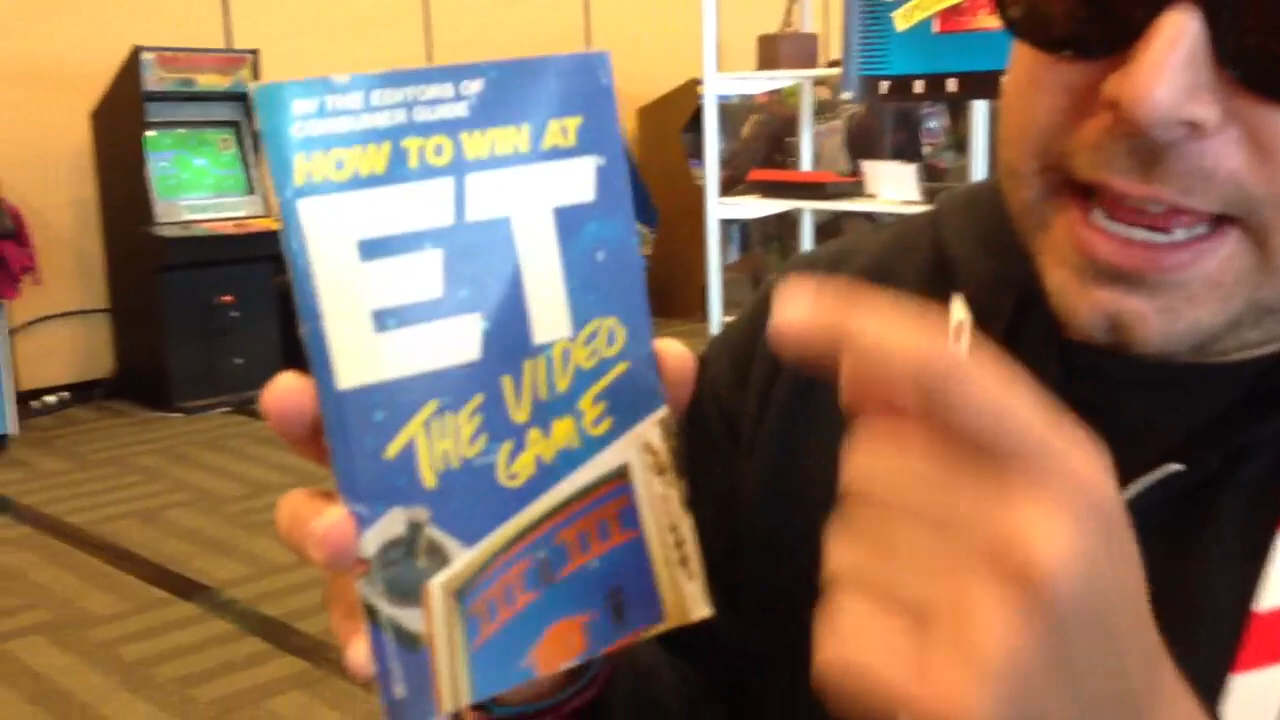 BY THE EDITORS OF
CONSUMER GUIDE
HOW TO WIN AT
ET
THE VIDEO
GAME